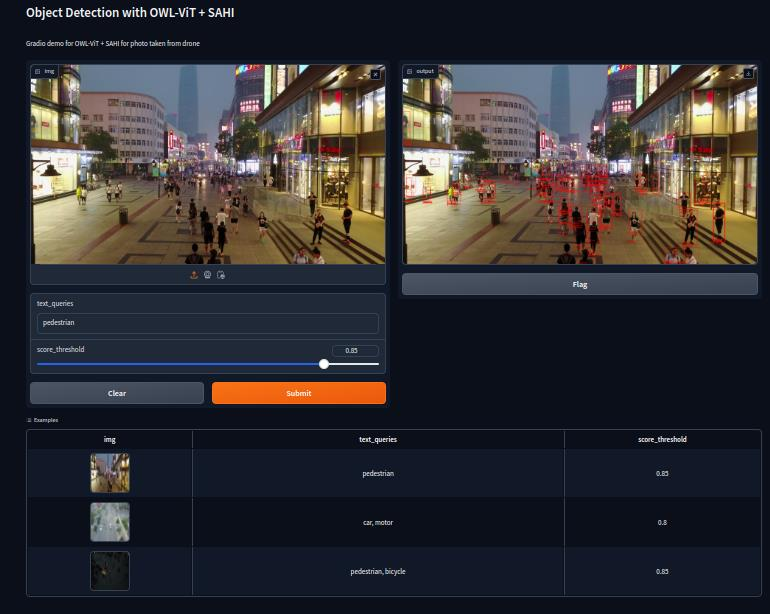 Object Detection with OWL-ViT + SAHI
Gradio demo for OWL-ViT + SAHI for photo taken from drone
img
output
Flag
text_queries
pedestrian
score_threshold
0.85
Clear
Submit
Examples
img text_queries score_threshold
pedestrian 0.85
car, motor 0.8
pedestrian, bicycle 0.85